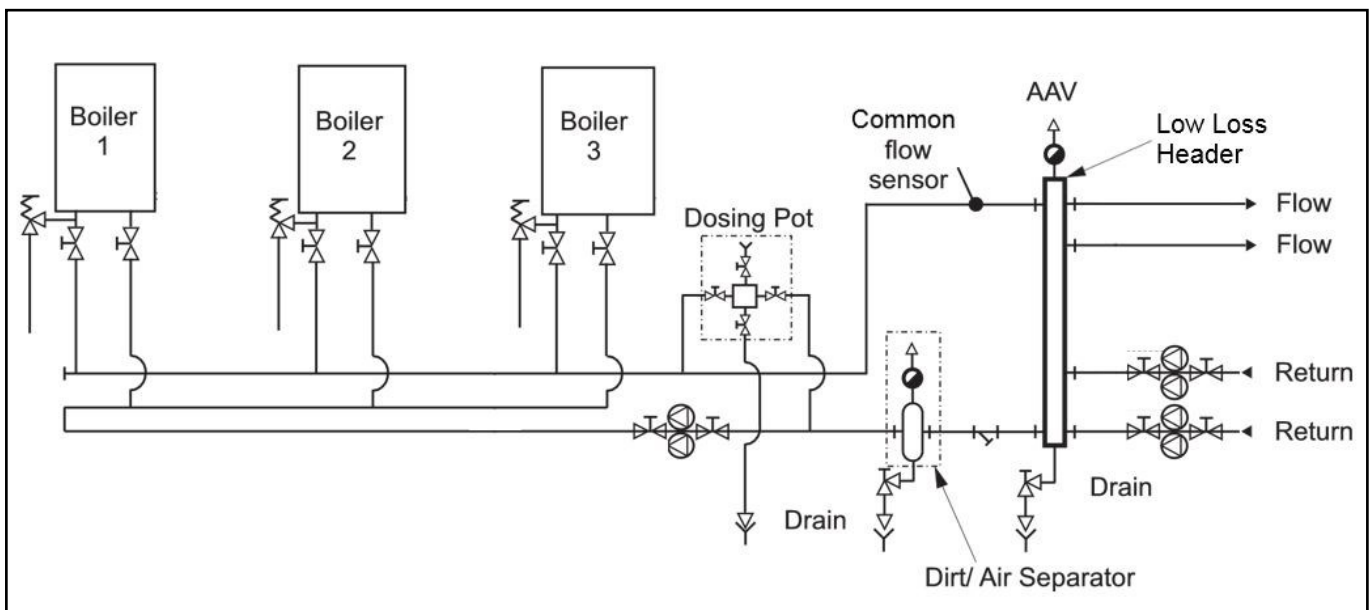 Boiler
1
Boiler
2
Boiler
3
Dosing Pot
Common
flow
sensor
AAV
Low Loss
Header
Flow
Flow
Return
Return
Drain
Drain
Dirt/ Air Separator